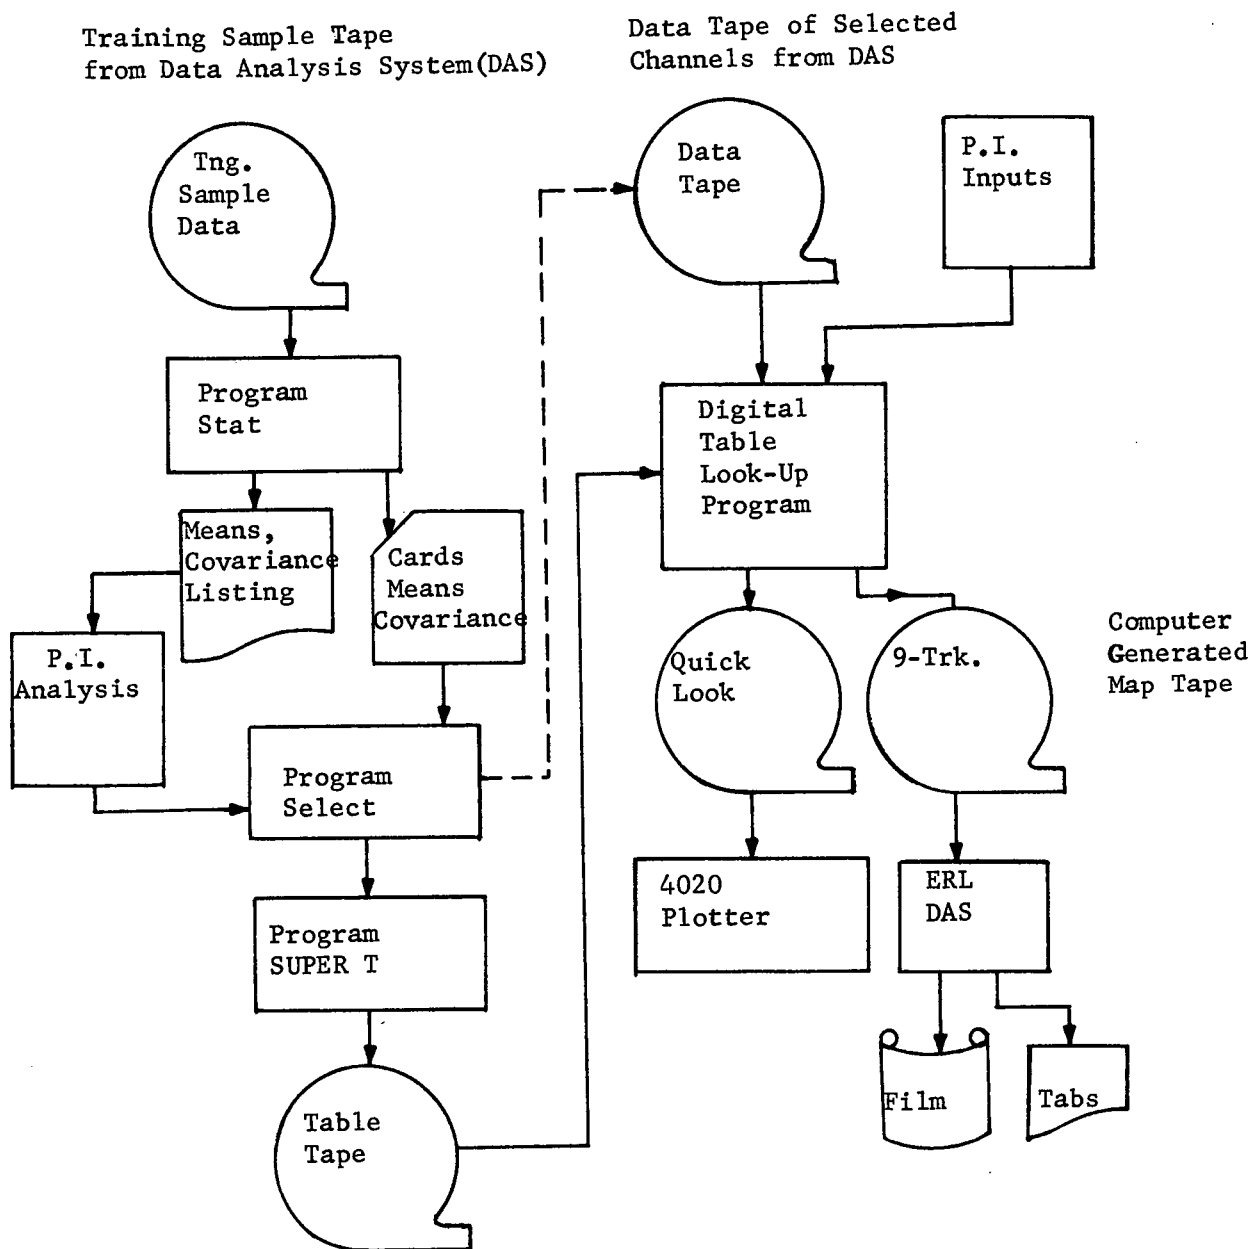 Training Sample Tape
from Data Analysis System(DAS)
Data Tape of Selected
Channels from DAS
Tng.
Sample
Data
Data
Tape
P.I.
Inputs
Program
Stat
Digital
Table
Look-Up
Program
Means,
Covariance
Listing
Cards
Means
Covariance
P.I.
Analysis
Quick
Look
9-Trk.
Computer
Generated
Map Tape
Program
Select
4020
Plotter
ERL
DAS
Program
SUPER T
Table
Tape
Film
Tabs